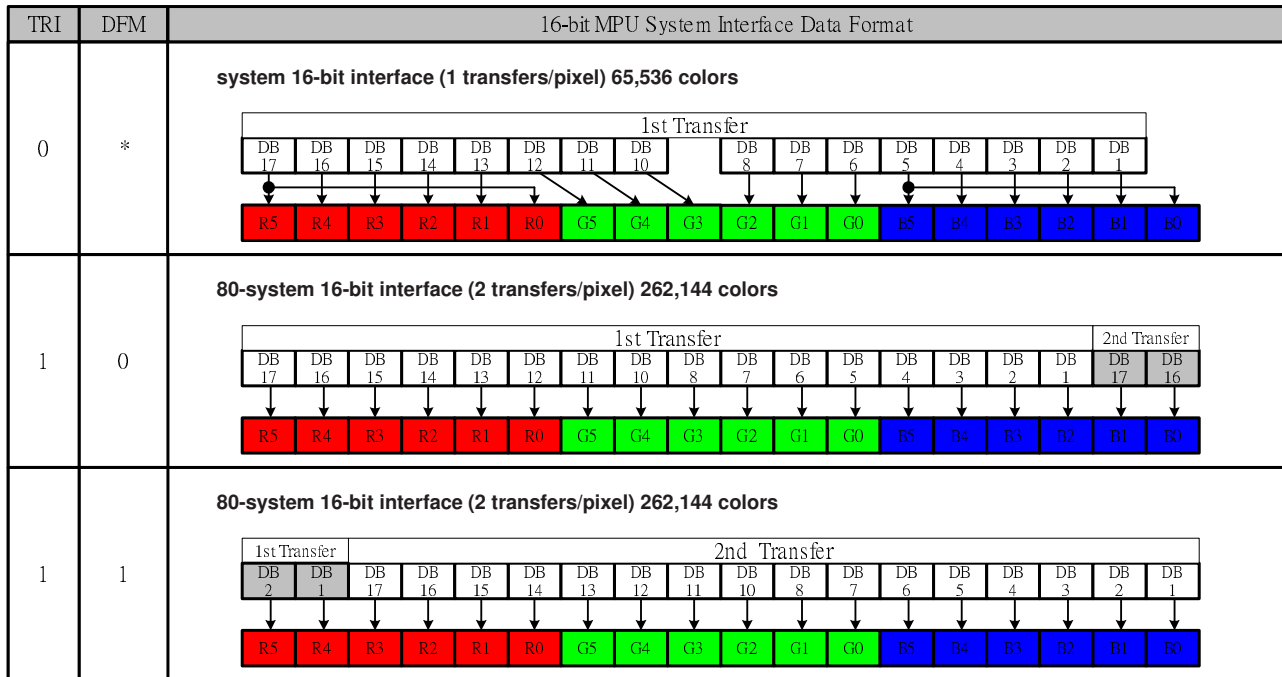 TRI DFM 16-bit MPU System Interface Data Format
system 16-bit interface (1 transfers/pixel) 65,536 colors
0 *
1st Transfer
DB 17 DB 16 DB 15 DB 14 DB 13 DB 12 DB 11 DB 10 DB 8 DB 7 DB 6 DB 5 DB 4 DB 3 DB 2 DB 1
R5 R4 R3 R2 R1 R0 G5 G4 G3 G2 G1 G0 B5 B4 B3 B2 B1 B0
80-system 16-bit interface (2 transfers/pixel) 262,144 colors
1 0
1st Transfer 2nd Transfer
DB 17 DB 16 DB 15 DB 14 DB 13 DB 12 DB 11 DB 10 DB 8 DB 7 DB 6 DB 5 DB 4 DB 3 DB 2 DB 1 DB 17 DB 16
R5 R4 R3 R2 R1 R0 G5 G4 G3 G2 G1 G0 B5 B4 B3 B2 B1 B0
80-system 16-bit interface (2 transfers/pixel) 262,144 colors
1 1
1st Transfer 2nd Transfer
DB 2 DB 1 DB 17 DB 16 DB 15 DB 14 DB 13 DB 12 DB 11 DB 10 DB 8 DB 7 DB 6 DB 5 DB 4 DB 3 DB 2 DB 1
R5 R4 R3 R2 R1 R0 G5 G4 G3 G2 G1 G0 B5 B4 B3 B2 B1 B0